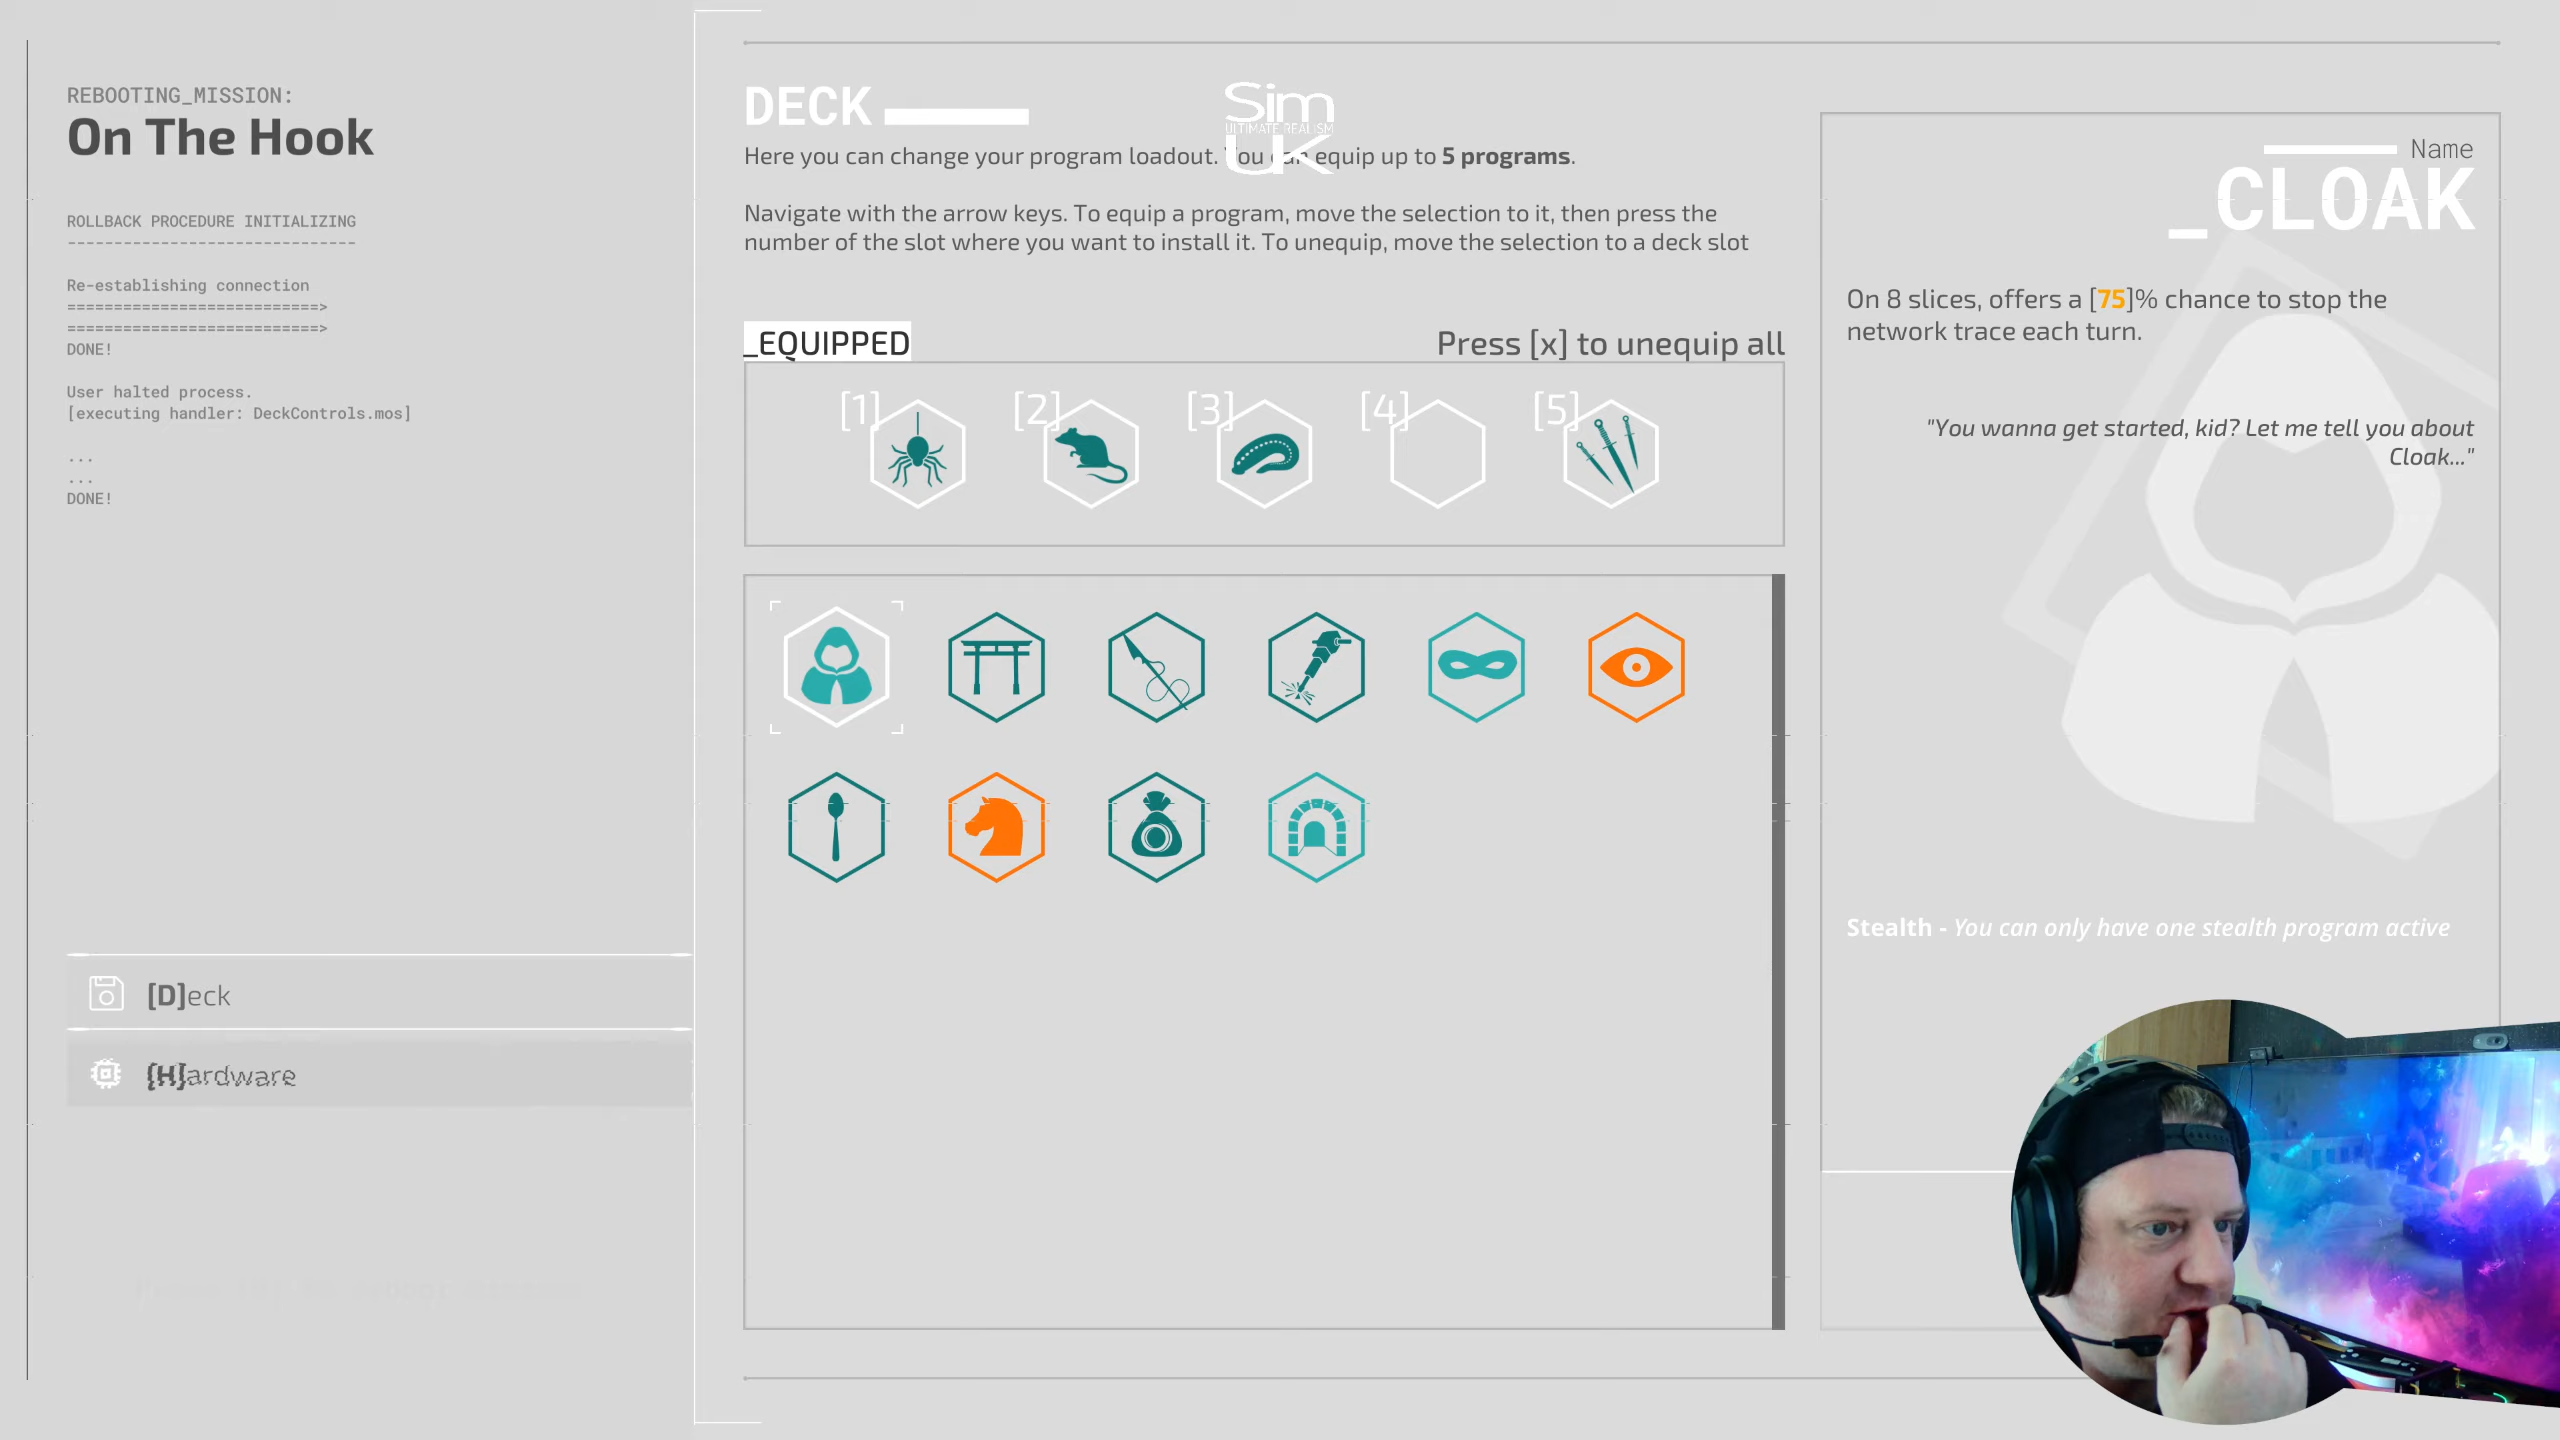 REBOOTING_MISSION:
On The Hook
ROLLBACK PROCEDURE INITIALIZING
-------------------------------
Re-establishing connection
===========================>
===========================>
DONE!
User halted process.
[executing handler: DeckControls.mos]
...
...
DONE!
[D]eck
[H]ardware
DECK
Sim
ULTIMATE REALISM
UK
Here you can change your program loadout. You can equip up to 5 programs.
Navigate with the arrow keys. To equip a program, move the selection to it, then press the
number of the slot where you want to install it. To unequip, move the selection to a deck slot
_EQUIPPED
Press [x] to unequip all
[1] [2] [3] [4] [5]
Name
_CLOAK
On 8 slices, offers a [75]% chance to stop the
network trace each turn.
"You wanna get started, kid? Let me tell you about
Cloak..."
Stealth - You can only have one stealth program active